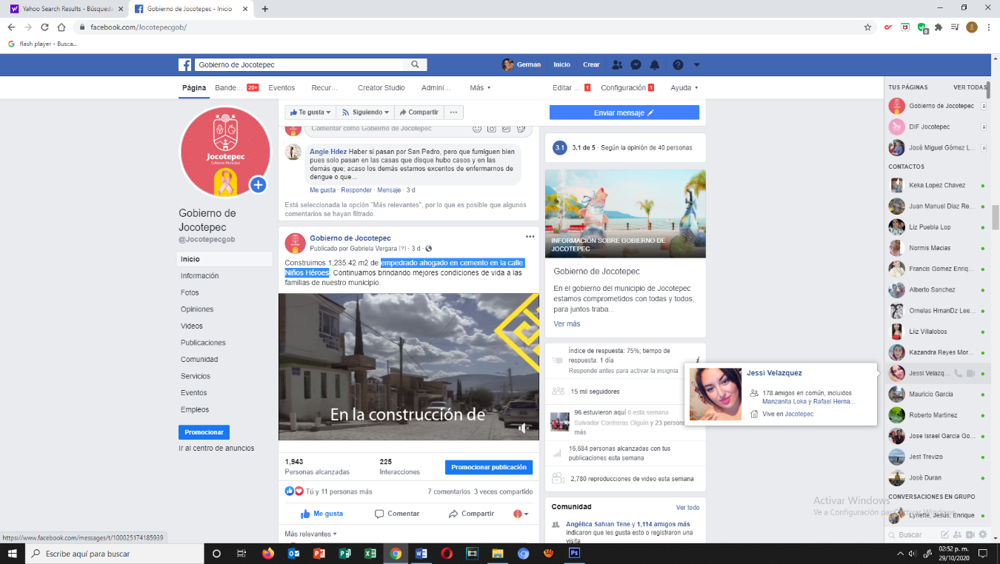 Yahoo Search Results - Búsqueda
Gobierno de Jocotepec - Inicio
facebook.com/Jocotepecgob/
flash player - Busca...
Gobierno de Jocotepec
German
Inicio
Crear
Página
Bande...
20+
Eventos
Recur...
Creator Studio
Admini...
Más
Editar ...
1
Configuración
1
Ayuda
Te gusta
Siguiendo
Compartir
Enviar mensaje
Jocotepec
Gobierno Municipal
Gobierno de
Jocotepec
@Jocotepecgob
Inicio
Información
Fotos
Opiniones
Videos
Publicaciones
Comunidad
Servicios
Eventos
Empleos
Promocionar
Ir al centro de anuncios
Comentar como Gobierno de Jocotepec
Angie Hdez Haber si pasan por San Pedro, pero que fumiguen bien
pues solo pasan en las casas que disque hubo casos y en las
demás que; acaso los demás estamos excentos de enfermarnos de
dengue o que...
Me gusta · Responder · Mensaje · 3 d
Está seleccionada la opción "Más relevantes", por lo que es posible que algunos
comentarios se hayan filtrado.
Gobierno de Jocotepec
Publicado por Gabriela Vergara [?] · 3 d ·
Construimos 1,235.42 m2 de empedrado ahogado en cemento en la calle
Niños Héroes. Continuamos brindando mejores condiciones de vida a las
familias de nuestro municipio.
En la construcción de
1,943
Personas alcanzadas
225
Interacciones
Promocionar publicación
Tú y 11 personas más
7 comentarios 3 veces compartido
Me gusta
Comentar
Compartir
Más relevantes
3.1
3.1 de 5 · Según la opinión de 40 personas
INFORMACIÓN SOBRE GOBIERNO DE
JOCOTEPEC
Gobierno de Jocotepec
En el gobierno del municipio de Jocotepec
estamos comprometidos con todas y todos,
para juntos traba...
Ver más
Índice de respuesta: 75%; tiempo de
respuesta: 1 día
Responde antes para activar la insignia
15 mil seguidores
96 estuvieron aquí 0 esta semana
Salvador Contreras Olguín y 23 persona
más
16,684 personas alcanzadas con tus
publicaciones esta semana
2,780 reproducciones de video esta semana
Comunidad
Ver todo
Angélica Sahian Tene y 1,114 amigos más
indicaron que les gusta esto o registraron una
visita
Jessi Velazquez
178 amigos en común, incluidos
Manzanita Loka y Rafael Herna...
Vive en Jocotepec
TUS PÁGINAS
VER TODAS
Gobierno de Jocotepec
DIF Jocotepec
José Miguel Gómez L...
CONTACTOS
Keka Lopez Chavez
Juan Manuel Diaz Re...
Liz Puebla Lop
Normis Macias
Francis Gomez Enriq...
Alberto Sanchez
Ornelas HrnanDz Lee...
Liiz Villalobos
Kazandra Reyes Mor...
Jessi Velazq...
Mauricio Garcia
Roberto Martinez
Jose Israel Garcia Go...
Jest Trevizo
José Duran
CONVERSACIONES EN GRUPO
Lynette, Jesus, Enrique
Buscar
Activar Windows
Ve a Configuración para activar Windows.
https://www.facebook.com/messages/t/100025174185939
Escribe aquí para buscar
02:52 p. m.
29/10/2020